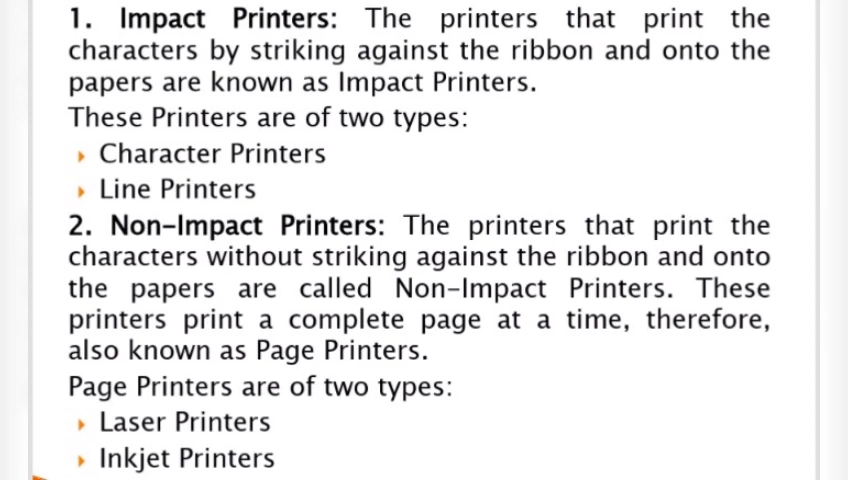 1. Impact Printers: The printers that print the
characters by striking against the ribbon and onto the
papers are known as Impact Printers.
These Printers are of two types:
Character Printers
Line Printers
2. Non-Impact Printers: The printers that print the
characters without striking against the ribbon and onto
the papers are called Non-Impact Printers. These
printers print a complete page at a time, therefore,
also known as Page Printers.
Page Printers are of two types:
Laser Printers
Inkjet Printers